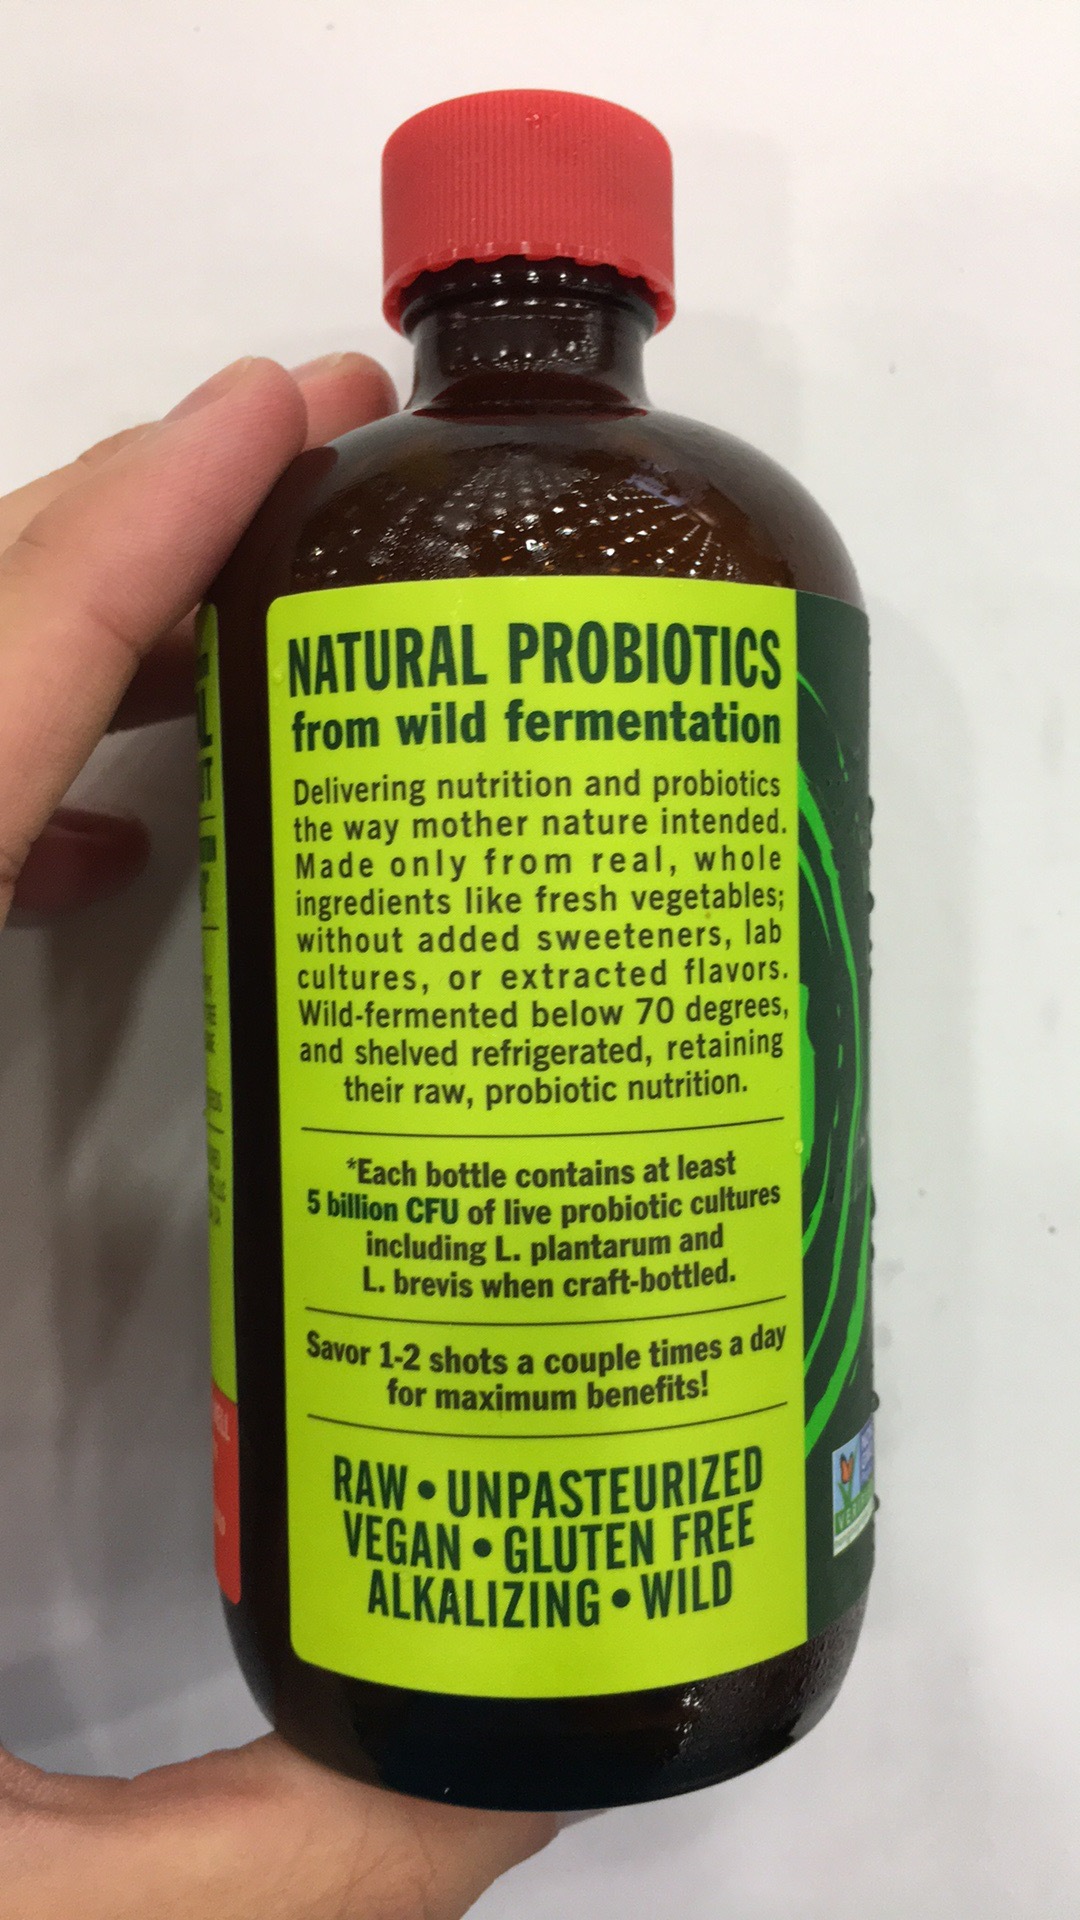 NATURAL PROBIOTICS
from wild fermentation
Delivering nutrition and probiotics
the way mother nature intended.
Made only from real, whole
ingredients like fresh vegetables;
without added sweeteners, lab
cultures, or extracted flavors.
Wild-fermented below 70 degrees,
and shelved refrigerated, retaining
their raw, probiotic nutrition.
*Each bottle contains at least
5 billion CFU of live probiotic cultures
including L. plantarum and
L. brevis when craft-bottled.
Savor 1-2 shots a couple times a day
for maximum benefits!
RAW • UNPASTEURIZED
VEGAN • GLUTEN FREE
ALKALIZING • WILD